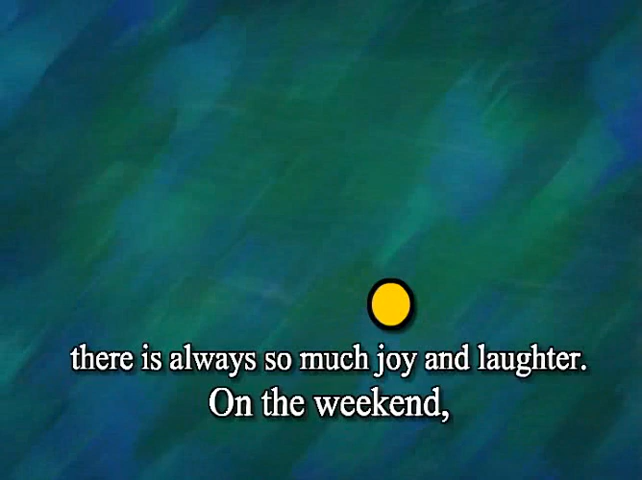 there is always so much joy and laughter.
On the weekend,